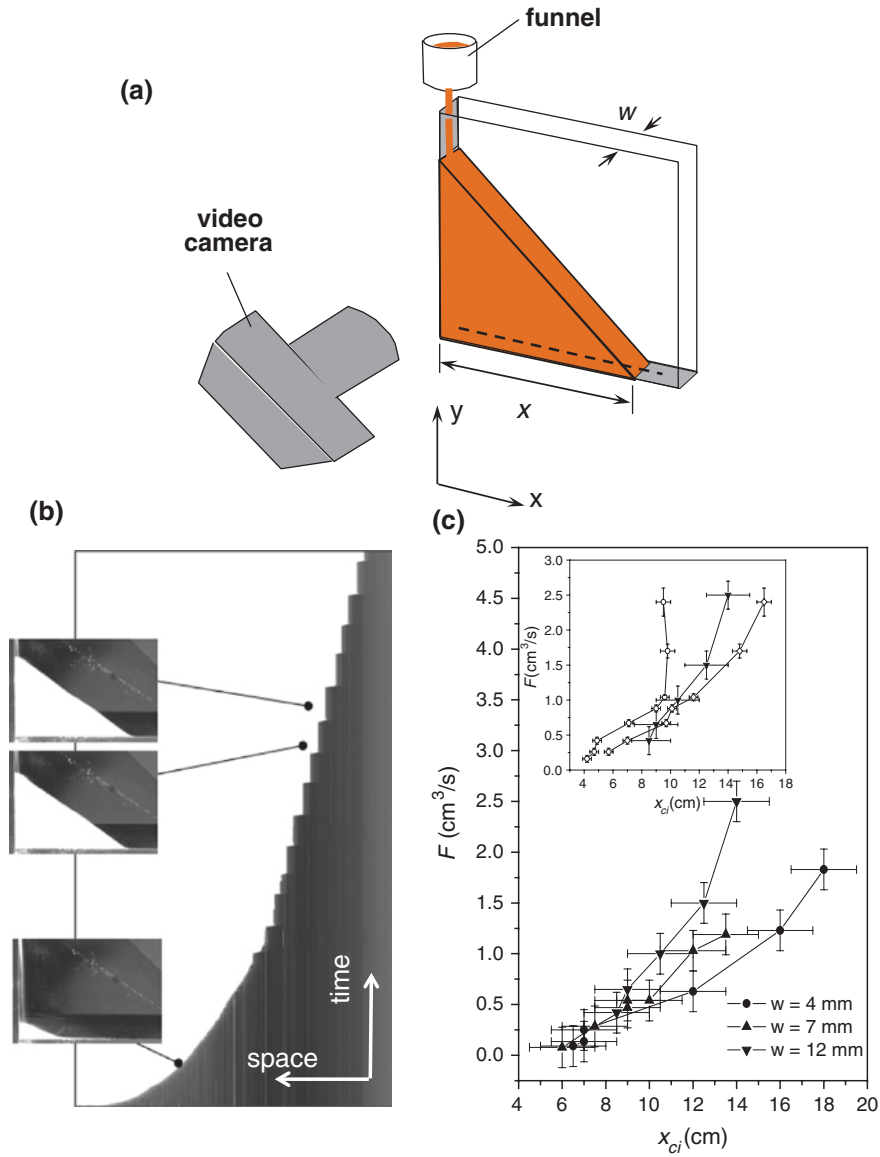 (a)
funnel
w
video
camera
x
y
x
(b)
time
space
(c)
5.0
4.5
4.0
3.5
3.0
2.5
2.0
1.5
1.0
0.5
0.0
F (cm³/s)
4 6 8 10 12 14 16 18 20
x_ci (cm)
3.0
2.5
2.0
1.5
1.0
0.5
0.0
F(cm³/s)
4 6 8 10 12 14 16 18
x_ci(cm)
w = 4 mm
w = 7 mm
w = 12 mm